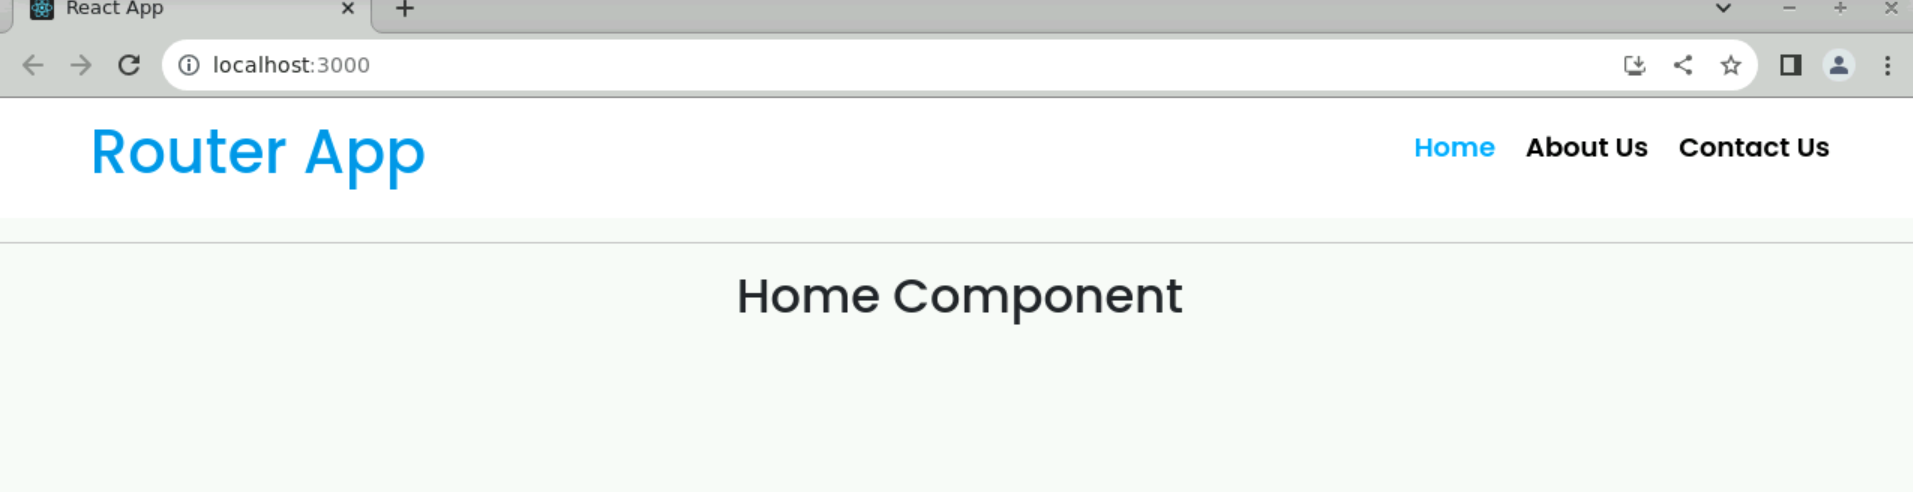 React App
localhost:3000
Router App
Home About Us Contact Us
Home Component